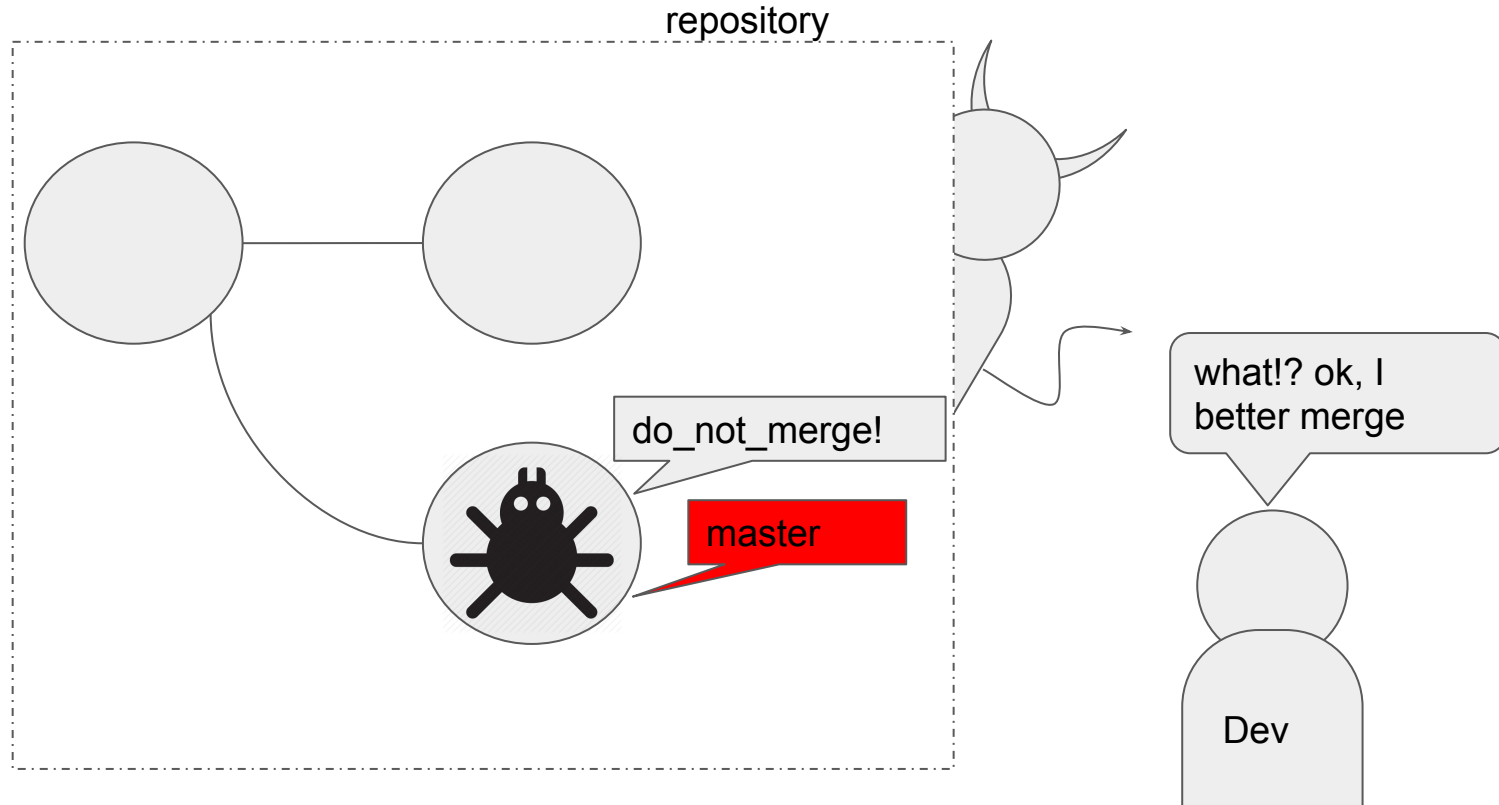 repository
do_not_merge!
master
what!? ok, I
better merge
Dev